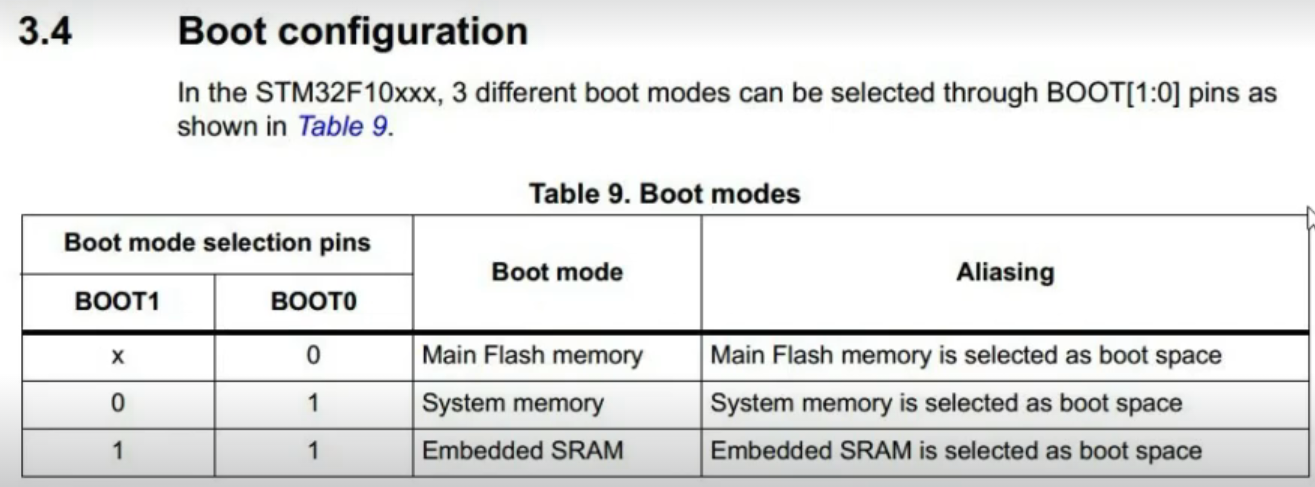 3.4 Boot configuration
In the STM32F10xxx, 3 different boot modes can be selected through BOOT[1:0] pins as
shown in Table 9.
Table 9. Boot modes
Boot mode selection pins
Boot mode
Aliasing
BOOT1 BOOT0
x 0 Main Flash memory Main Flash memory is selected as boot space
0 1 System memory System memory is selected as boot space
1 1 Embedded SRAM Embedded SRAM is selected as boot space